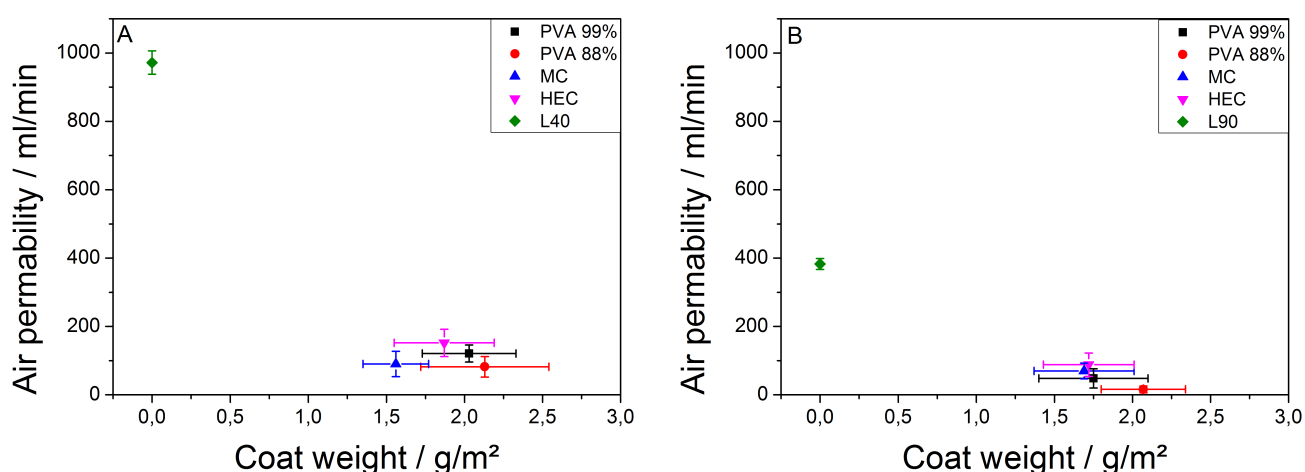 A
PVA 99%
PVA 88%
MC
HEC
L40
1000
800
600
400
200
0
0,0 0,5 1,0 1,5 2,0 2,5 3,0
Air permability / ml/min
Coat weight / g/m²
B
PVA 99%
PVA 88%
MC
HEC
L90
1000
800
600
400
200
0
0,0 0,5 1,0 1,5 2,0 2,5 3,0
Air permability / ml/min
Coat weight / g/m²